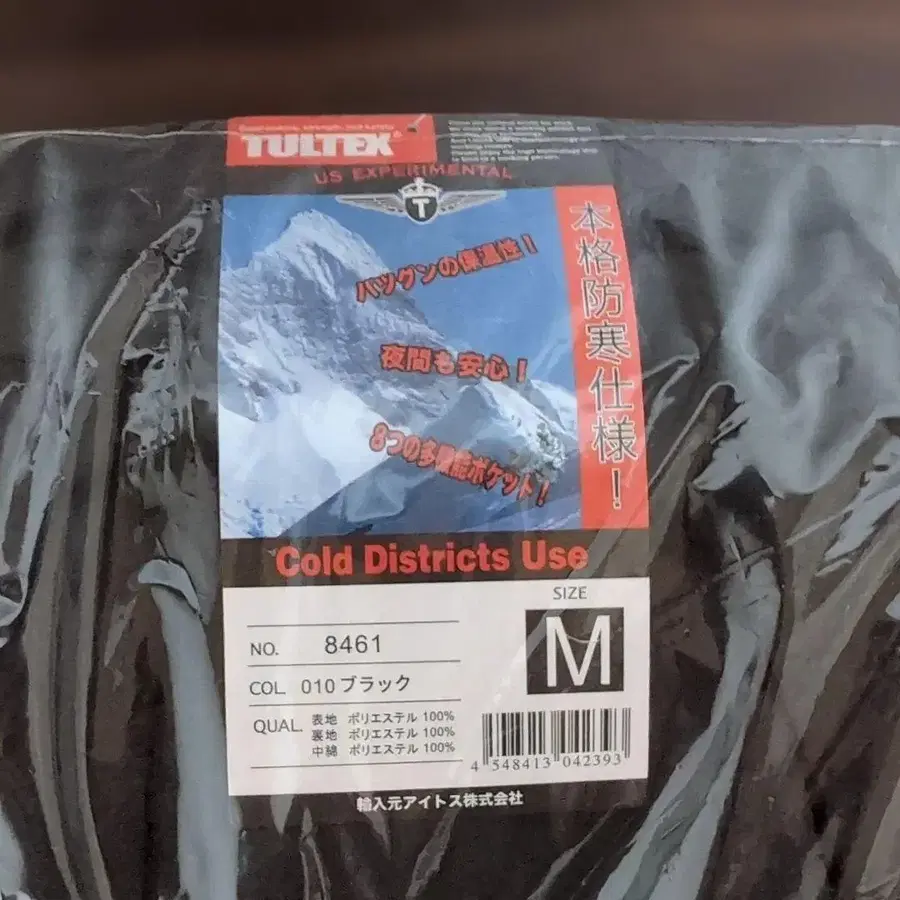 TULTEX®
US EXPERIMENTAL
T
本格防寒仕様！
バツグンの保温性！
夜間も安心！
8つの多機能ポケット！
Cold Districts Use
SIZE
M
NO. 8461
COL 010 ブラック
QUAL. 表地 ポリエステル 100%
裏地 ポリエステル 100%
中綿 ポリエステル 100%
4 548413 042393
輸入元アイトス株式会社